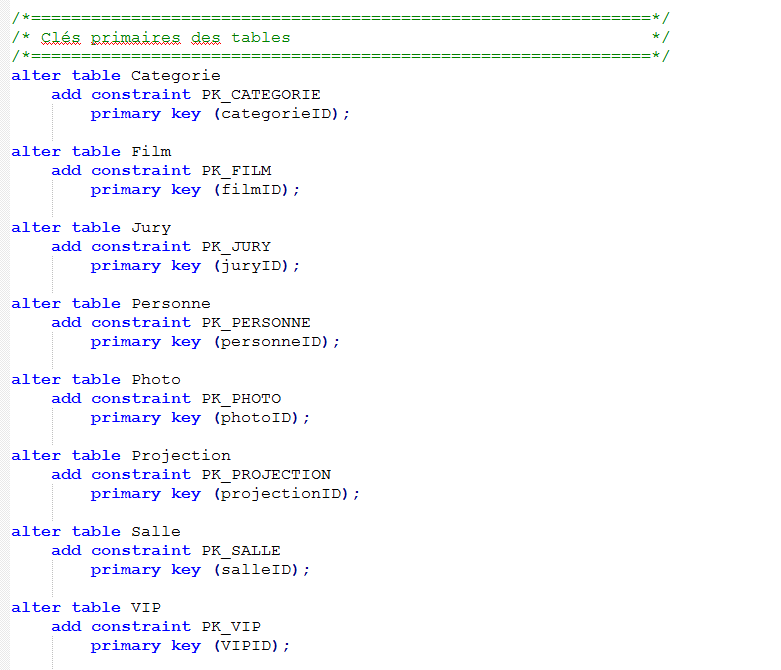 /*==============================================================*/
/* Clés primaires des tables                                    */
/*==============================================================*/
alter table Categorie
    add constraint PK_CATEGORIE
        primary key (categorieID);

alter table Film
    add constraint PK_FILM
        primary key (filmID);

alter table Jury
    add constraint PK_JURY
        primary key (juryID);

alter table Personne
    add constraint PK_PERSONNE
        primary key (personneID);

alter table Photo
    add constraint PK_PHOTO
        primary key (photoID);

alter table Projection
    add constraint PK_PROJECTION
        primary key (projectionID);

alter table Salle
    add constraint PK_SALLE
        primary key (salleID);

alter table VIP
    add constraint PK_VIP
        primary key (VIPID);